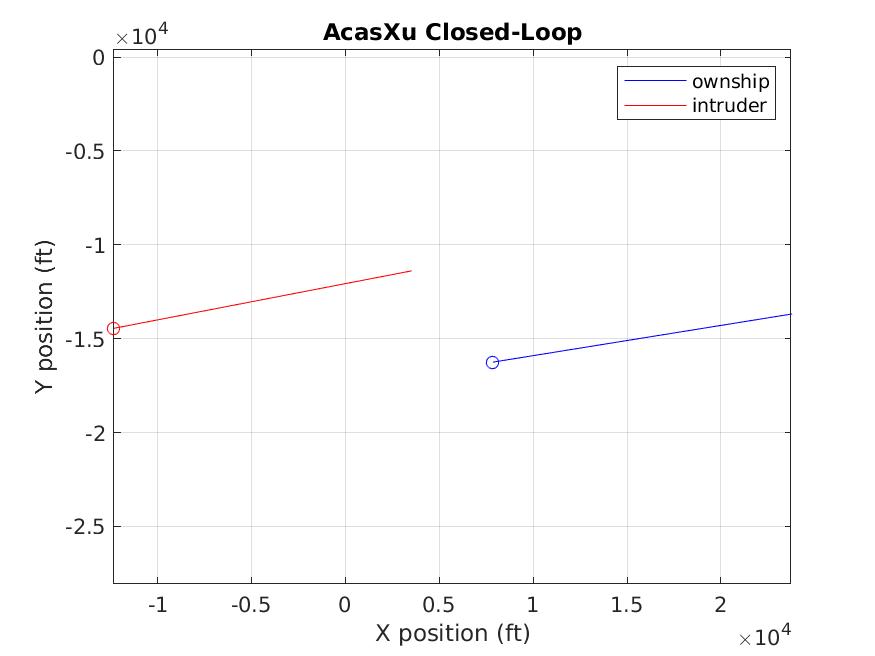 AcasXu Closed-Loop
×10⁴
ownship
intruder
0
-0.5
-1
-1.5
-2
-2.5
Y position (ft)
-1 -0.5 0 0.5 1 1.5 2
X position (ft)
×10⁴